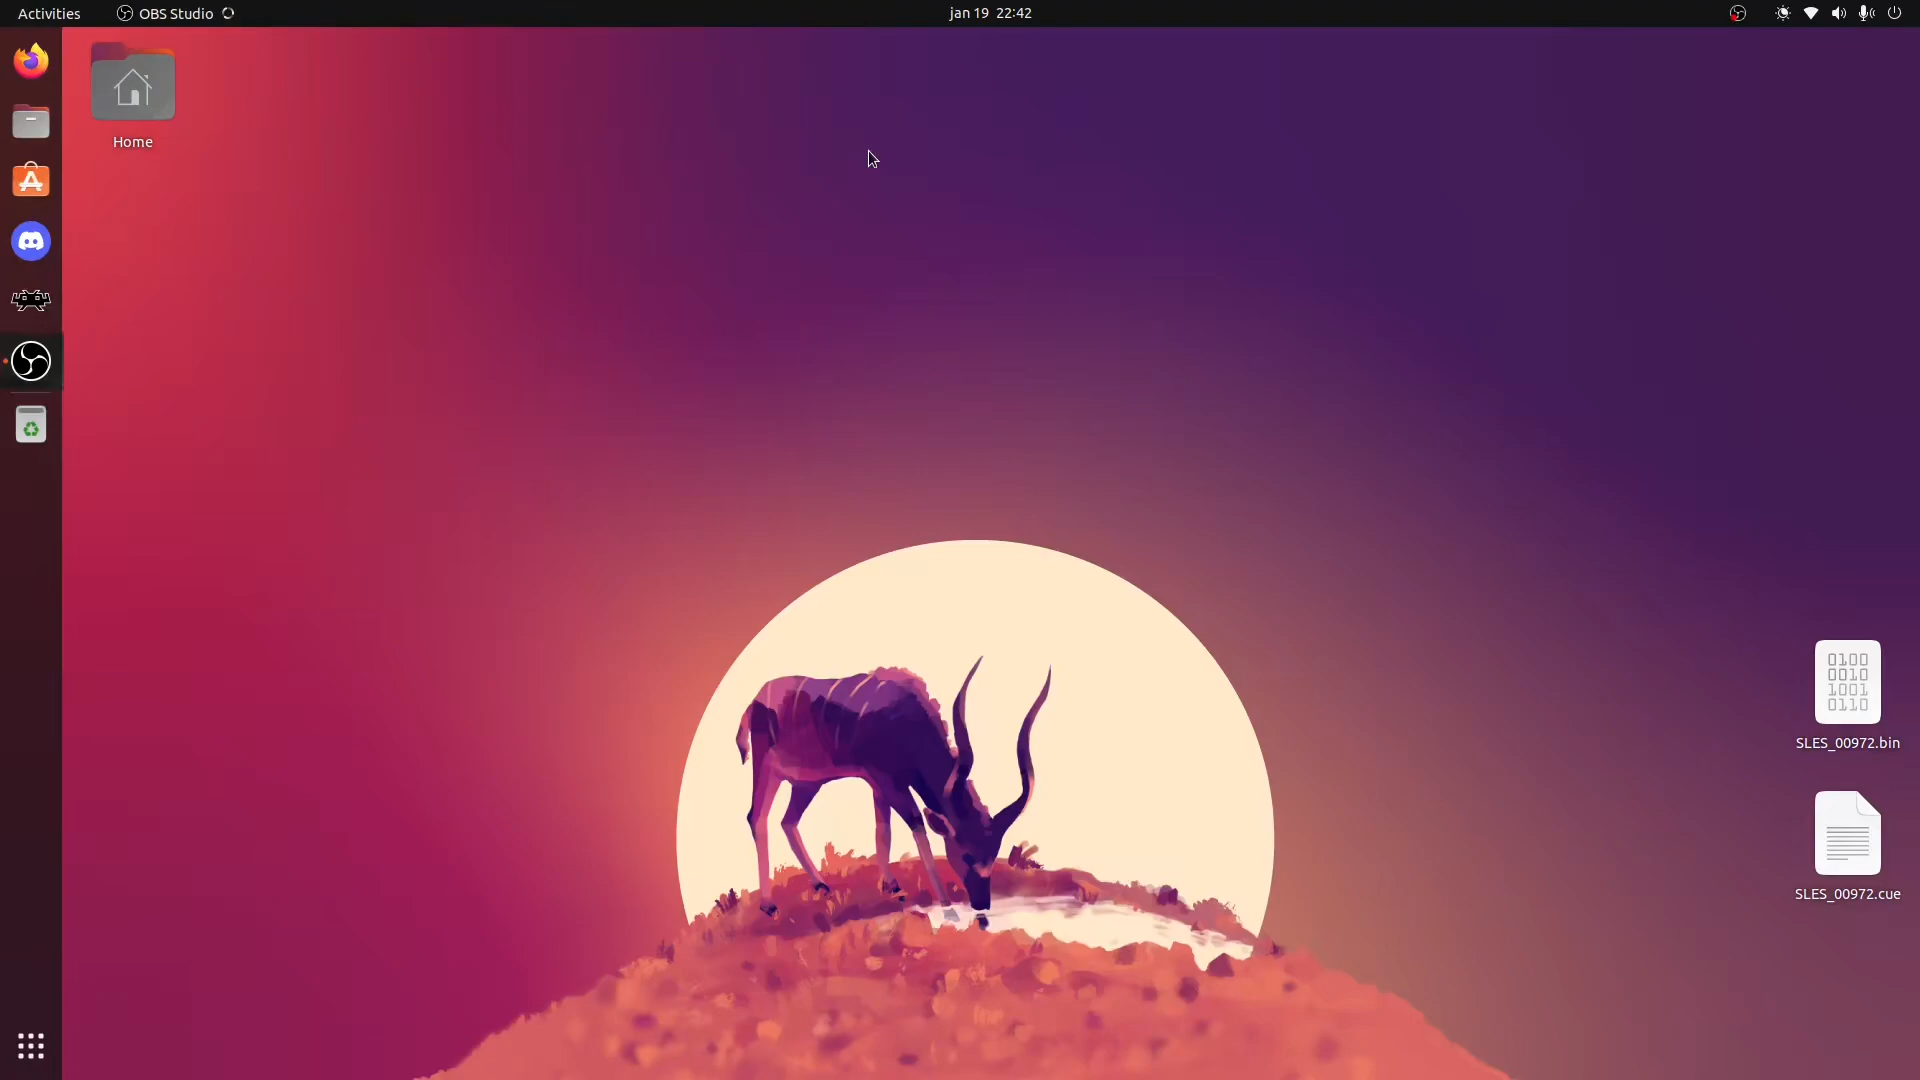 Activities
OBS Studio
jan 19 22:42
Home
0100
0010
1001
0110
SLES_00972.bin
SLES_00972.cue